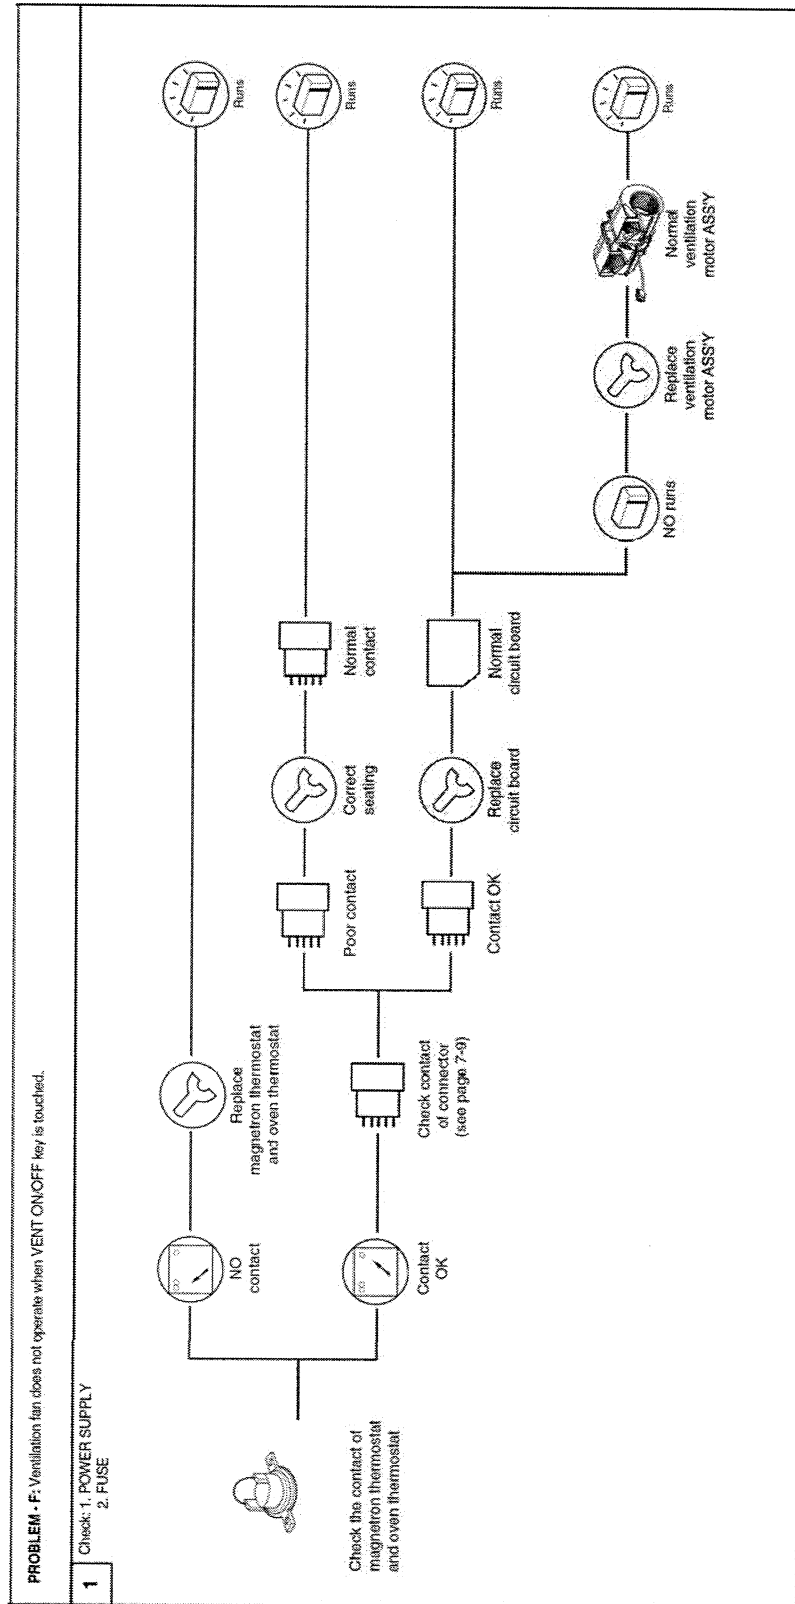 PROBLEM - F: Ventilation fan does not operate when VENT ON/OFF key is touched.
1
Check: 1. POWER SUPPLY
2. FUSE
Check the contact of
magnetron thermostat
and oven thermostat
NO
contact
Replace
magnetron thermostat
and oven thermostat
Runs
Contact
OK
Check contact
of connector
(see page 7-9)
Poor contact
Correct
seating
Normal
contact
Runs
Contact OK
Replace
circuit board
Normal
circuit board
Runs
NO runs
Replace
ventilation
motor ASS'Y
Normal
ventilation
motor ASS'Y
Runs